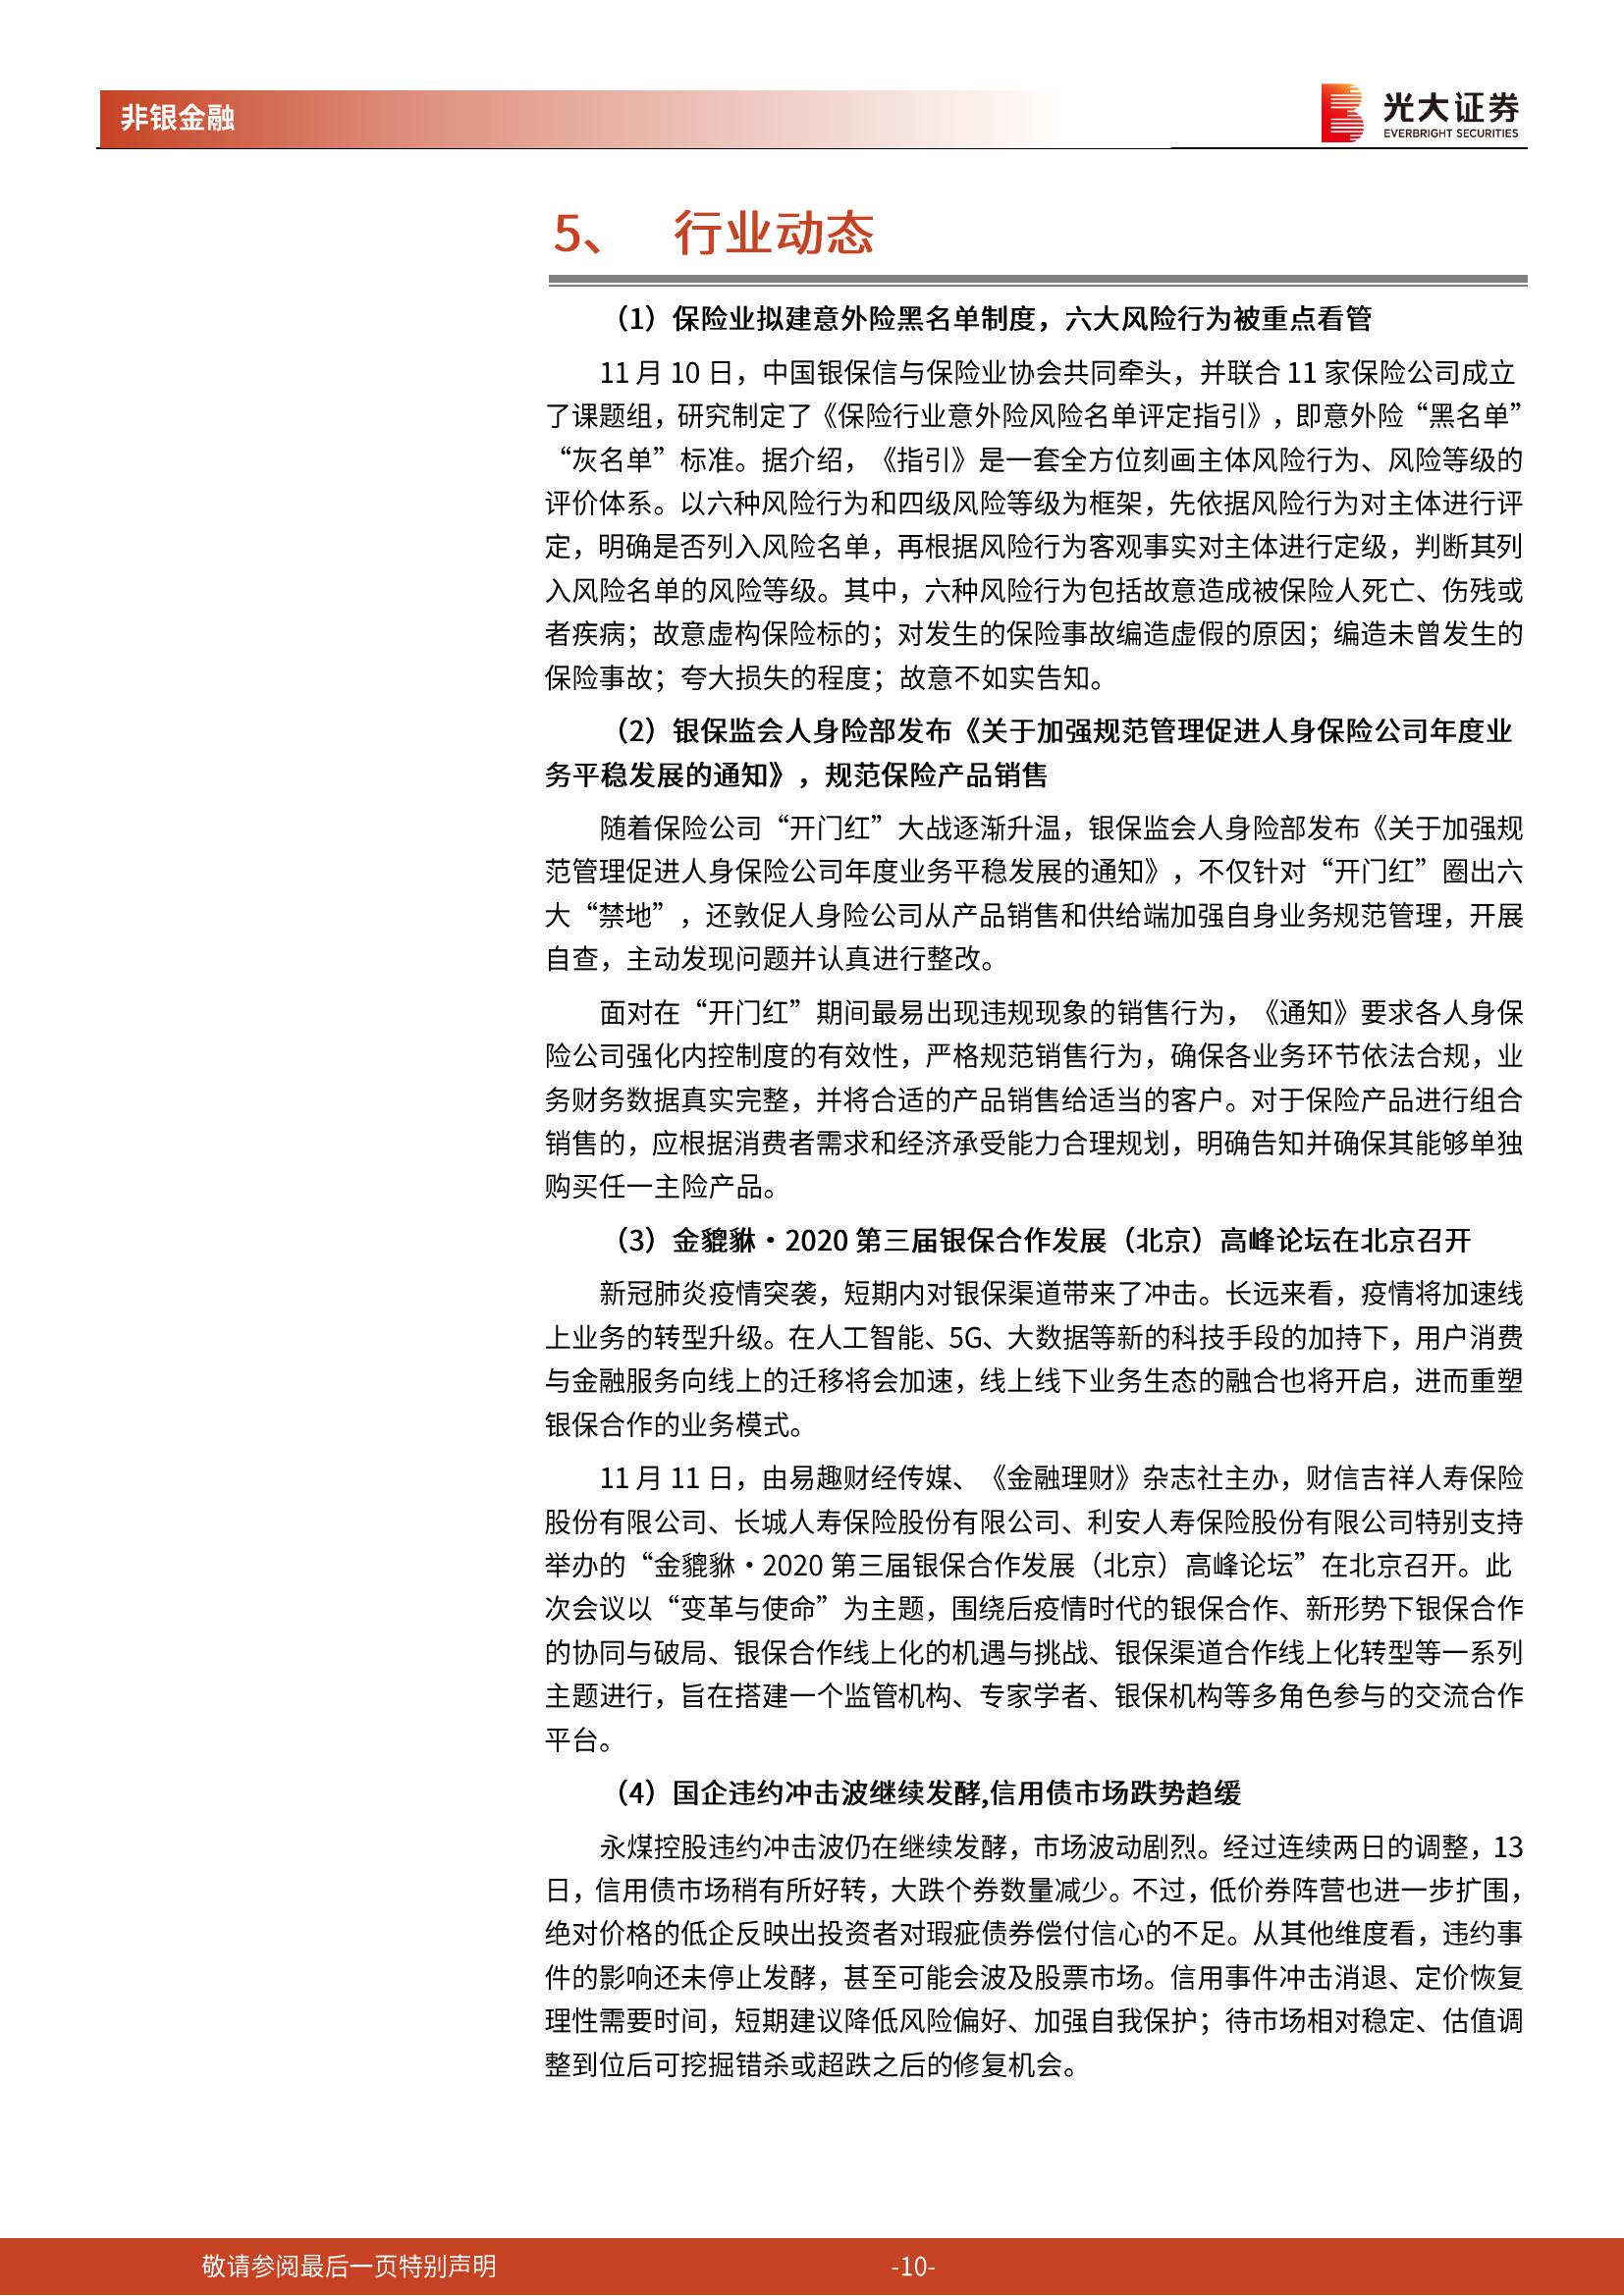 非银金融
光大证券
EVERBRIGHT SECURITIES
5、 行业动态
（1）保险业拟建意外险黑名单制度，六大风险行为被重点看管
11 月 10 日，中国银保信与保险业协会共同牵头，并联合 11 家保险公司成立
了课题组，研究制定了《保险行业意外险风险名单评定指引》，即意外险“黑名单”
“灰名单”标准。据介绍，《指引》是一套全方位刻画主体风险行为、风险等级的
评价体系。以六种风险行为和四级风险等级为框架，先依据风险行为对主体进行评
定，明确是否列入风险名单，再根据风险行为客观事实对主体进行定级，判断其列
入风险名单的风险等级。其中，六种风险行为包括故意造成被保险人死亡、伤残或
者疾病；故意虚构保险标的；对发生的保险事故编造虚假的原因；编造未曾发生的
保险事故；夸大损失的程度；故意不如实告知。
（2）银保监会人身险部发布《关于加强规范管理促进人身保险公司年度业
务平稳发展的通知》，规范保险产品销售
随着保险公司“开门红”大战逐渐升温，银保监会人身险部发布《关于加强规
范管理促进人身保险公司年度业务平稳发展的通知》，不仅针对“开门红”圈出六
大“禁地”，还敦促人身险公司从产品销售和供给端加强自身业务规范管理，开展
自查，主动发现问题并认真进行整改。
面对在“开门红”期间最易出现违规现象的销售行为，《通知》要求各人身保
险公司强化内控制度的有效性，严格规范销售行为，确保各业务环节依法合规，业
务财务数据真实完整，并将合适的产品销售给适当的客户。对于保险产品进行组合
销售的，应根据消费者需求和经济承受能力合理规划，明确告知并确保其能够单独
购买任一主险产品。
（3）金貔貅·2020 第三届银保合作发展（北京）高峰论坛在北京召开
新冠肺炎疫情突袭，短期内对银保渠道带来了冲击。长远来看，疫情将加速线
上业务的转型升级。在人工智能、5G、大数据等新的科技手段的加持下，用户消费
与金融服务向线上的迁移将会加速，线上线下业务生态的融合也将开启，进而重塑
银保合作的业务模式。
11 月 11 日，由易趣财经传媒、《金融理财》杂志社主办，财信吉祥人寿保险
股份有限公司、长城人寿保险股份有限公司、利安人寿保险股份有限公司特别支持
举办的“金貔貅·2020 第三届银保合作发展（北京）高峰论坛”在北京召开。此
次会议以“变革与使命”为主题，围绕后疫情时代的银保合作、新形势下银保合作
的协同与破局、银保合作线上化的机遇与挑战、银保渠道合作线上化转型等一系列
主题进行，旨在搭建一个监管机构、专家学者、银保机构等多角色参与的交流合作
平台。
（4）国企违约冲击波继续发酵,信用债市场跌势趋缓
永煤控股违约冲击波仍在继续发酵，市场波动剧烈。经过连续两日的调整，13
日，信用债市场稍有所好转，大跌个券数量减少。不过，低价券阵营也进一步扩围，
绝对价格的低企反映出投资者对瑕疵债券偿付信心的不足。从其他维度看，违约事
件的影响还未停止发酵，甚至可能会波及股票市场。信用事件冲击消退、定价恢复
理性需要时间，短期建议降低风险偏好、加强自我保护；待市场相对稳定、估值调
整到位后可挖掘错杀或超跌之后的修复机会。
敬请参阅最后一页特别声明
-10-